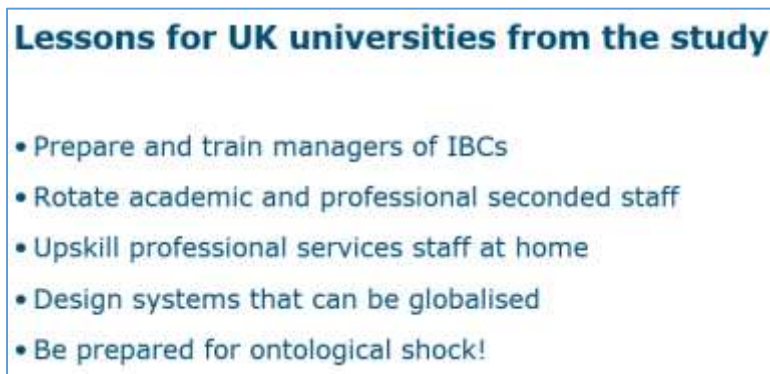 Lessons for UK universities from the study
• Prepare and train managers of IBCs
• Rotate academic and professional seconded staff
• Upskill professional services staff at home
• Design systems that can be globalised
• Be prepared for ontological shock!